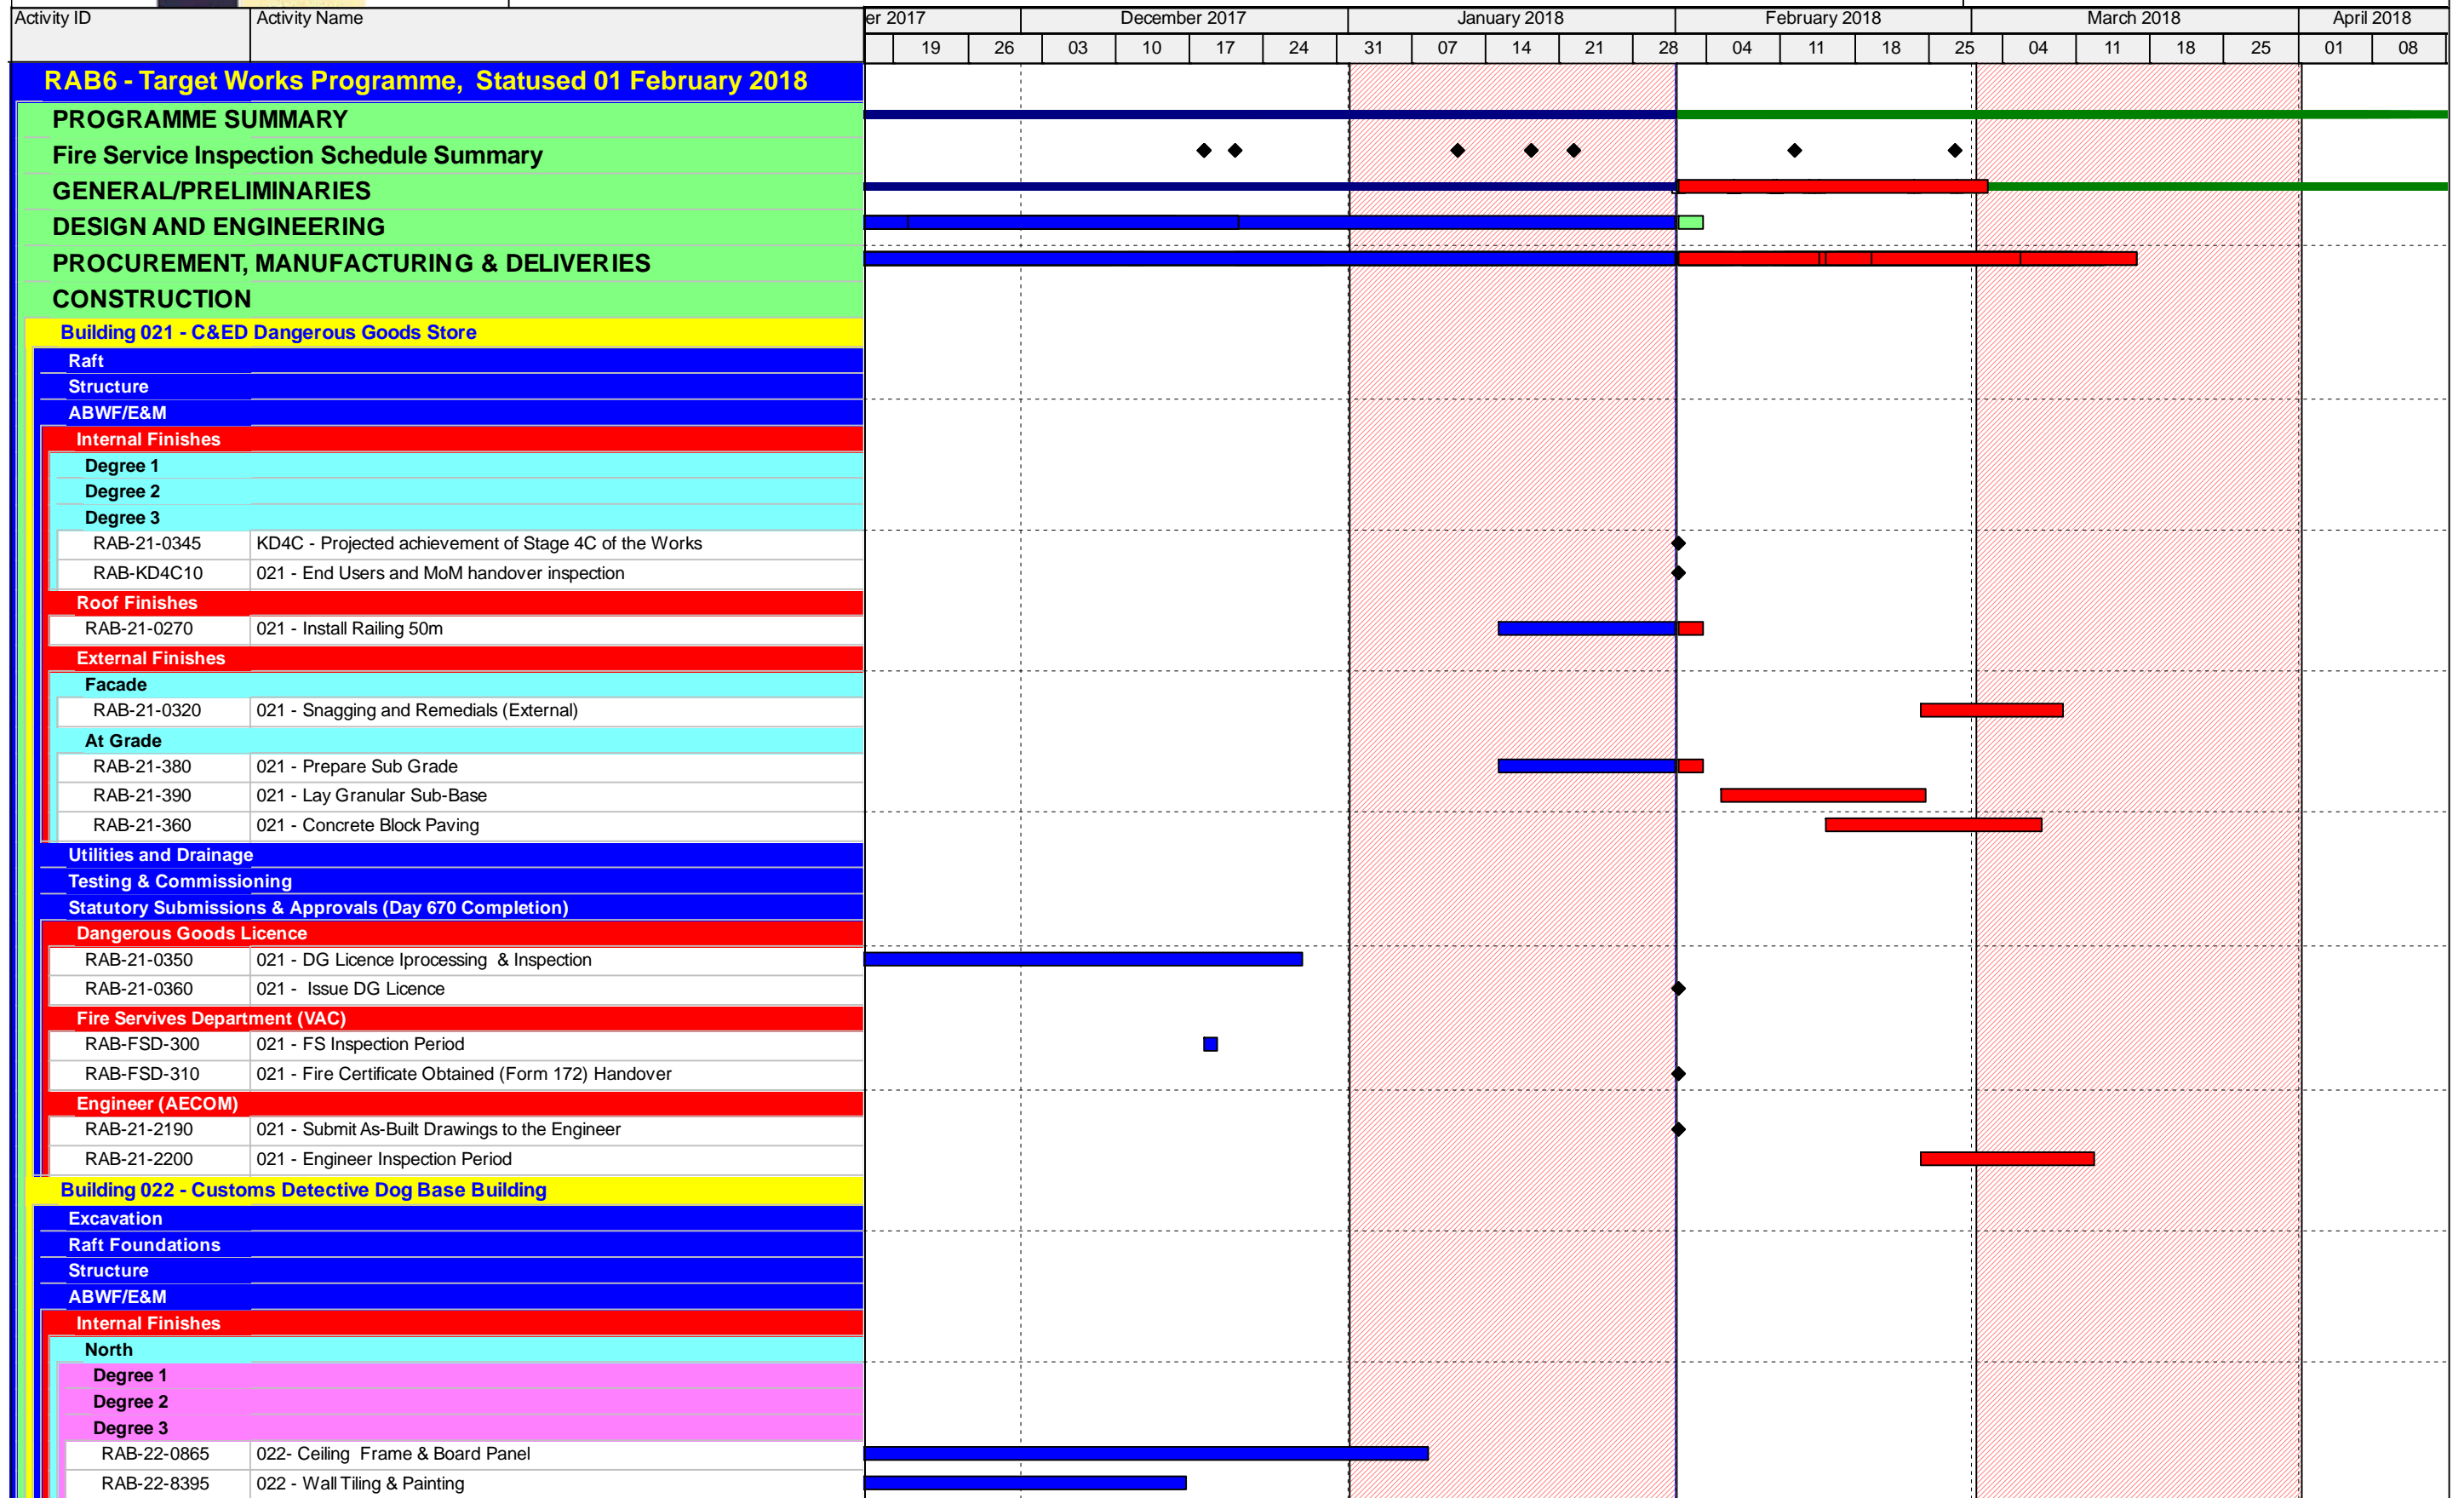 Activity ID Activity Name er 2017 December 2017 January 2018 February 2018 March 2018 April 2018
19 26 03 10 17 24 31 07 14 21 28 04 11 18 25 04 11 18 25 01 08
RAB6 - Target Works Programme, Statused 01 February 2018
PROGRAMME SUMMARY
Fire Service Inspection Schedule Summary
GENERAL/PRELIMINARIES
DESIGN AND ENGINEERING
PROCUREMENT, MANUFACTURING & DELIVERIES
CONSTRUCTION
Building 021 - C&ED Dangerous Goods Store
Raft
Structure
ABWF/E&M
Internal Finishes
Degree 1
Degree 2
Degree 3
RAB-21-0345 KD4C - Projected achievement of Stage 4C of the Works
RAB-KD4C10 021 - End Users and MoM handover inspection
Roof Finishes
RAB-21-0270 021 - Install Railing 50m
External Finishes
Facade
RAB-21-0320 021 - Snagging and Remedials (External)
At Grade
RAB-21-380 021 - Prepare Sub Grade
RAB-21-390 021 - Lay Granular Sub-Base
RAB-21-360 021 - Concrete Block Paving
Utilities and Drainage
Testing & Commissioning
Statutory Submissions & Approvals (Day 670 Completion)
Dangerous Goods Licence
RAB-21-0350 021 - DG Licence Iprocessing & Inspection
RAB-21-0360 021 - Issue DG Licence
Fire Servives Department (VAC)
RAB-FSD-300 021 - FS Inspection Period
RAB-FSD-310 021 - Fire Certificate Obtained (Form 172) Handover
Engineer (AECOM)
RAB-21-2190 021 - Submit As-Built Drawings to the Engineer
RAB-21-2200 021 - Engineer Inspection Period
Building 022 - Customs Detective Dog Base Building
Excavation
Raft Foundations
Structure
ABWF/E&M
Internal Finishes
North
Degree 1
Degree 2
Degree 3
RAB-22-0865 022- Ceiling Frame & Board Panel
RAB-22-8395 022 - Wall Tiling & Painting